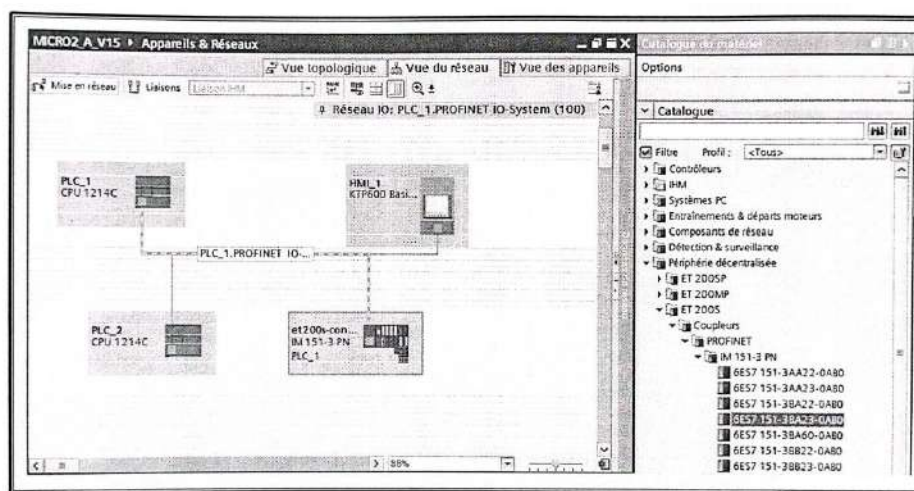 MICRO2_A_V15 ▸ Appareils & Réseaux
Catalogue du matériel
Vue topologique
Vue du réseau
Vue des appareils
Options
Mise en réseau
Liaisons
Liaison IHM
Réseau IO: PLC_1.PROFINET IO-System (100)
Catalogue
Filtre
Profil :
<Tous>
PLC_1
CPU 1214C
HMI_1
KTP600 Basi...
PLC_1.PROFINET IO-...
PLC_2
CPU 1214C
et200s-con...
IM 151-3 PN
PLC_1
88%
Contrôleurs
IHM
Systèmes PC
Entraînements & départs moteurs
Composants de réseau
Détection & surveillance
Périphérie décentralisée
ET 200SP
ET 200MP
ET 200S
Coupleurs
PROFINET
IM 151-3 PN
6ES7 151-3AA22-0AB0
6ES7 151-3AA23-0AB0
6ES7 151-3BA22-0AB0
6ES7 151-3BA23-0AB0
6ES7 151-3BA60-0AB0
6ES7 151-3BB22-0AB0
6ES7 151-3BB23-0AB0